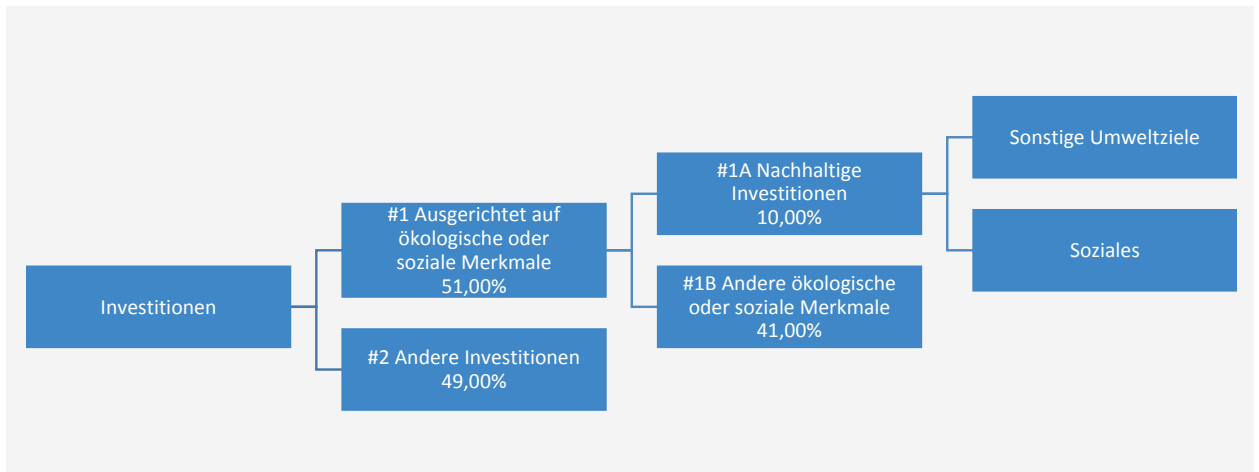 Investitionen
#1 Ausgerichtet auf
ökologische oder
soziale Merkmale
51,00%
#2 Andere Investitionen
49,00%
#1A Nachhaltige
Investitionen
10,00%
#1B Andere ökologische
oder soziale Merkmale
41,00%
Sonstige Umweltziele
Soziales